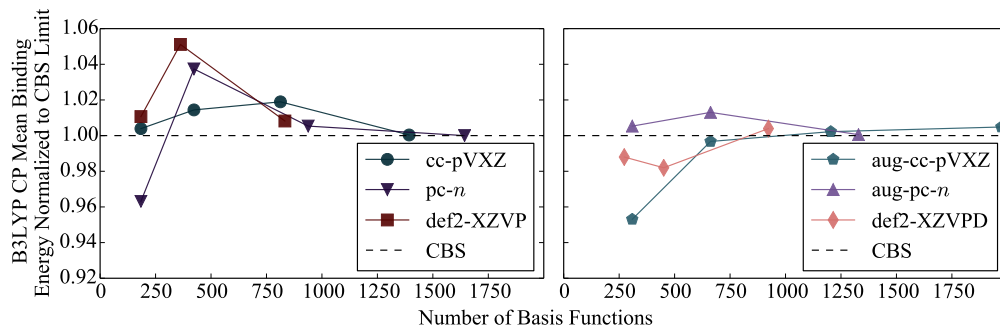 B3LYP CP Mean Binding
Energy Normalized to CBS Limit
1.06
1.04
1.02
1.00
0.98
0.96
0.94
0.92
cc-pVXZ
pc-n
def2-XZVP
CBS
aug-cc-pVXZ
aug-pc-n
def2-XZVPD
CBS
0 250 500 750 1000 1250 1500 1750
0 250 500 750 1000 1250 1500 1750
Number of Basis Functions